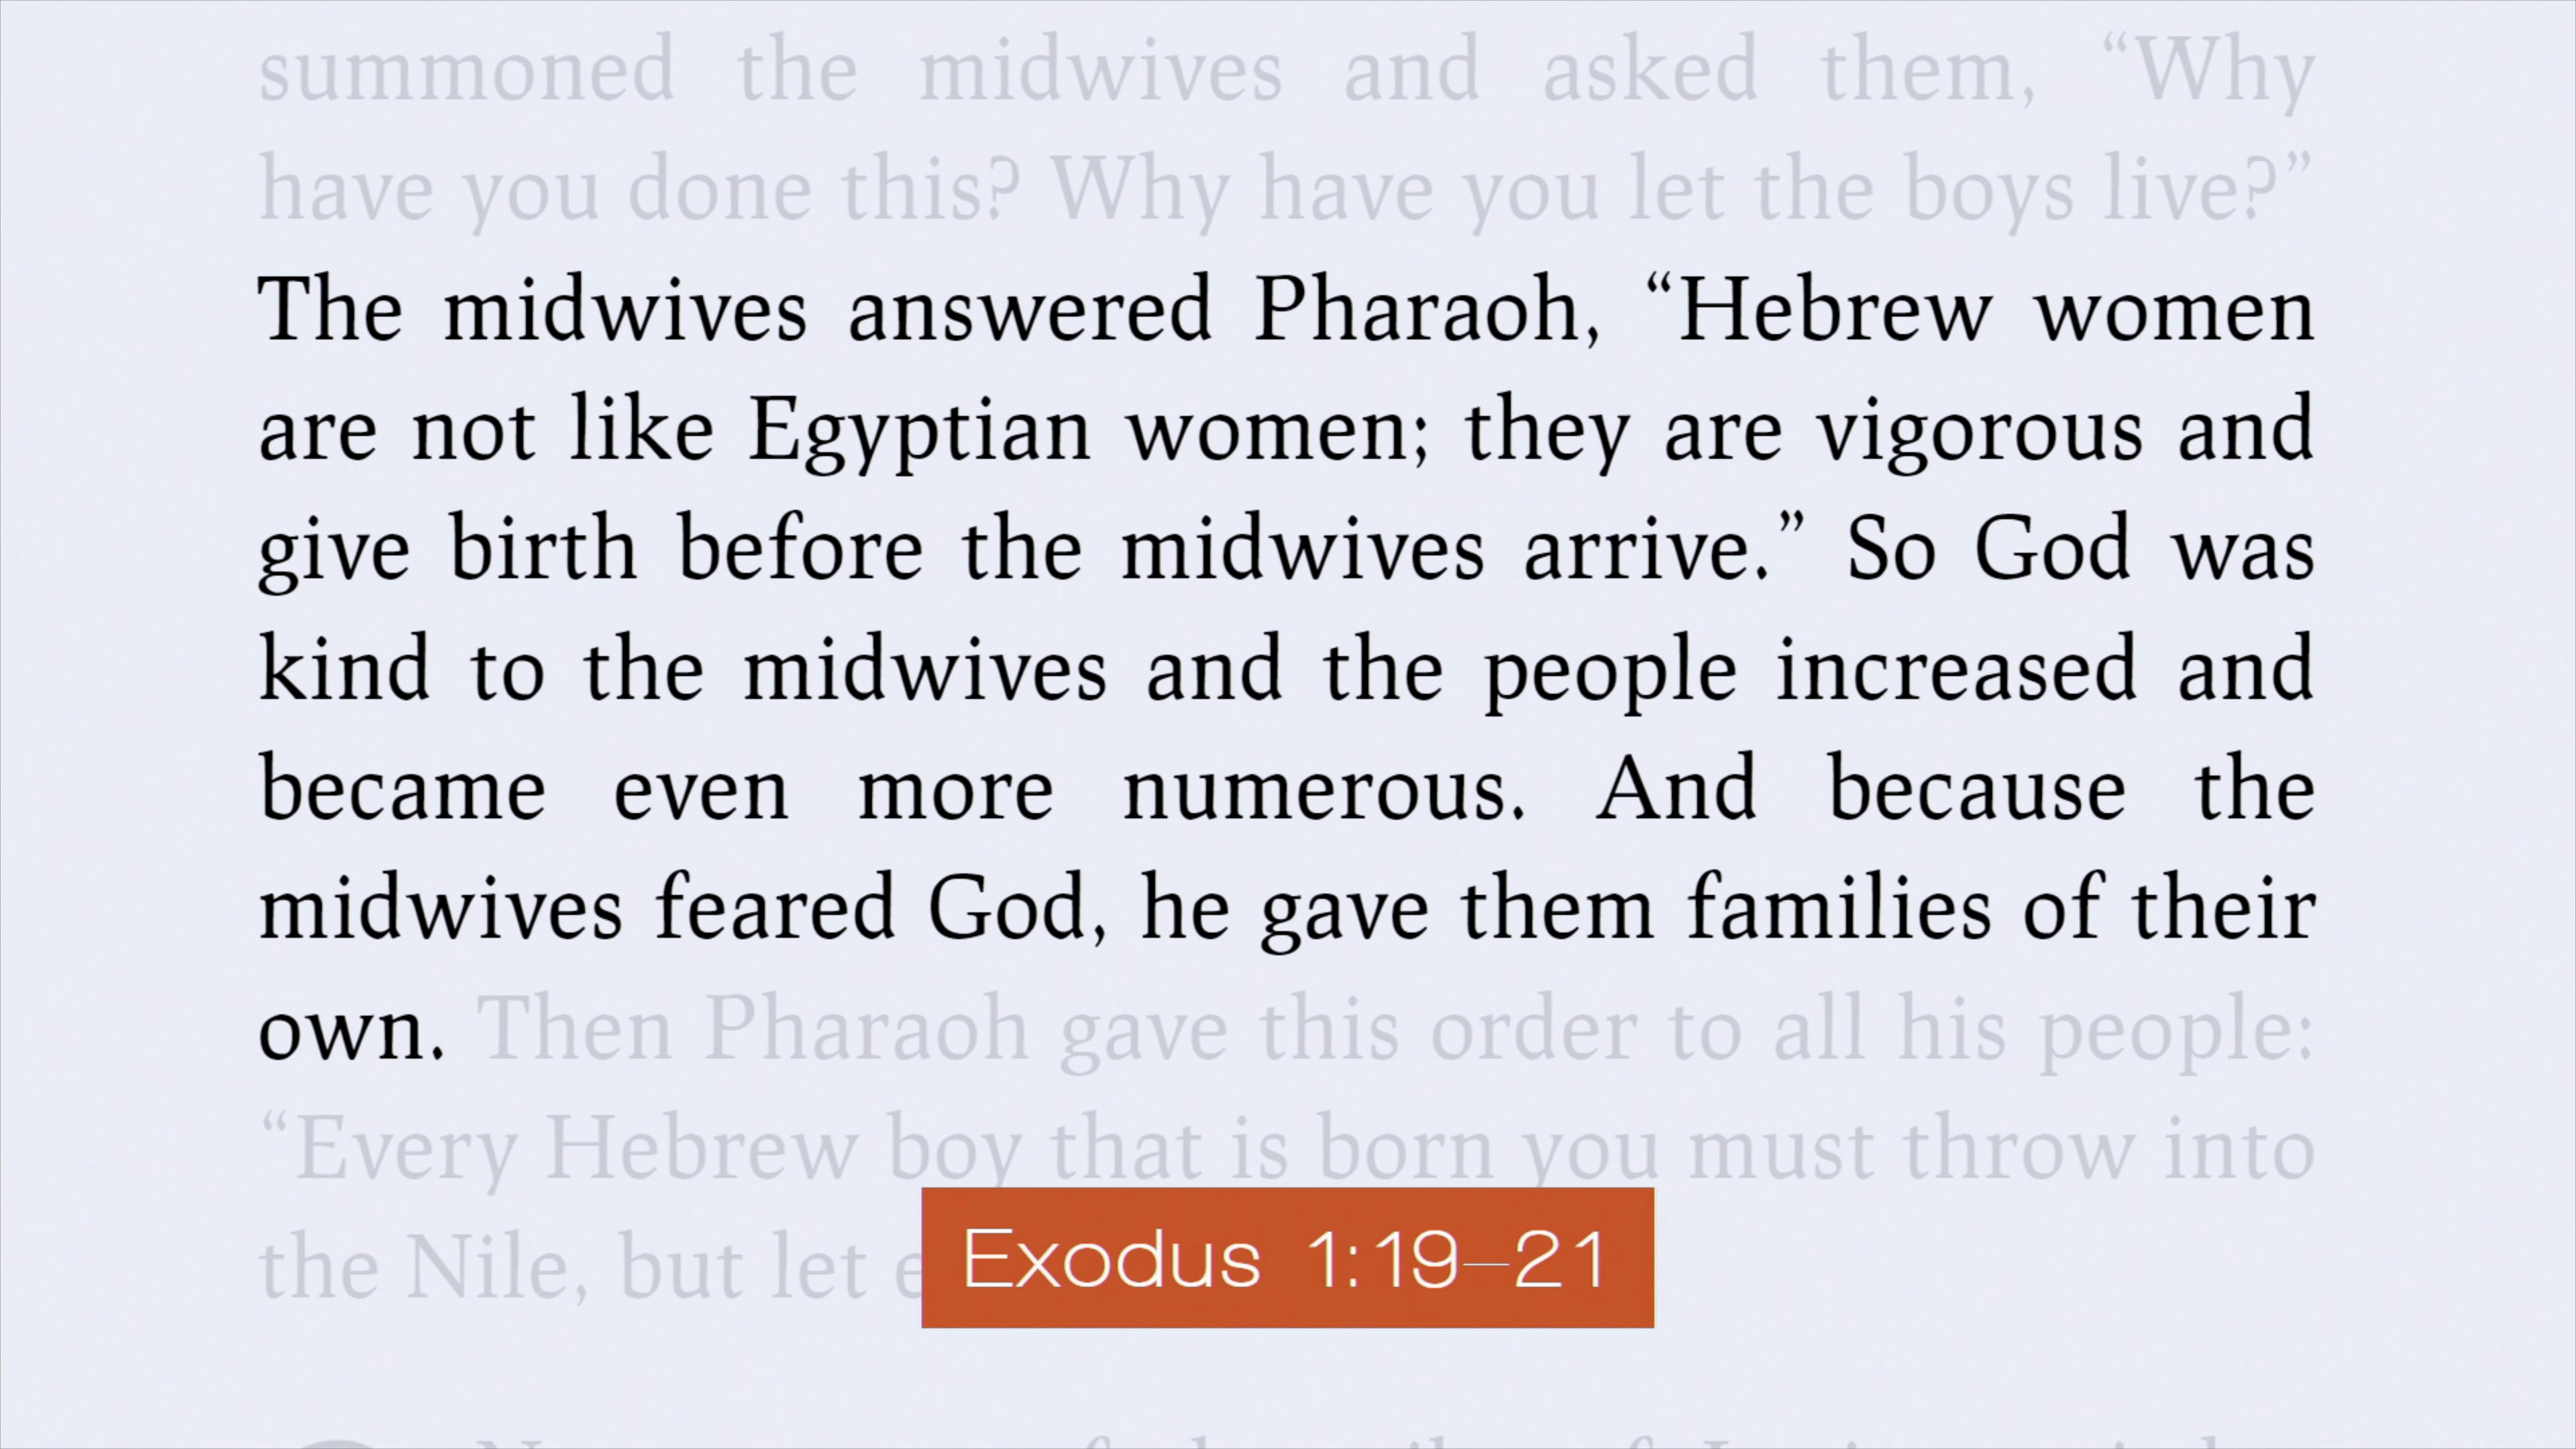 summoned the midwives and asked them, “Why
have you done this? Why have you let the boys live?”
The midwives answered Pharaoh, “Hebrew women
are not like Egyptian women; they are vigorous and
give birth before the midwives arrive.” So God was
kind to the midwives and the people increased and
became even more numerous. And because the
midwives feared God, he gave them families of their
own. Then Pharaoh gave this order to all his people:
“Every Hebrew boy that is born you must throw into
the Nile, but let
Exodus 1:19–21